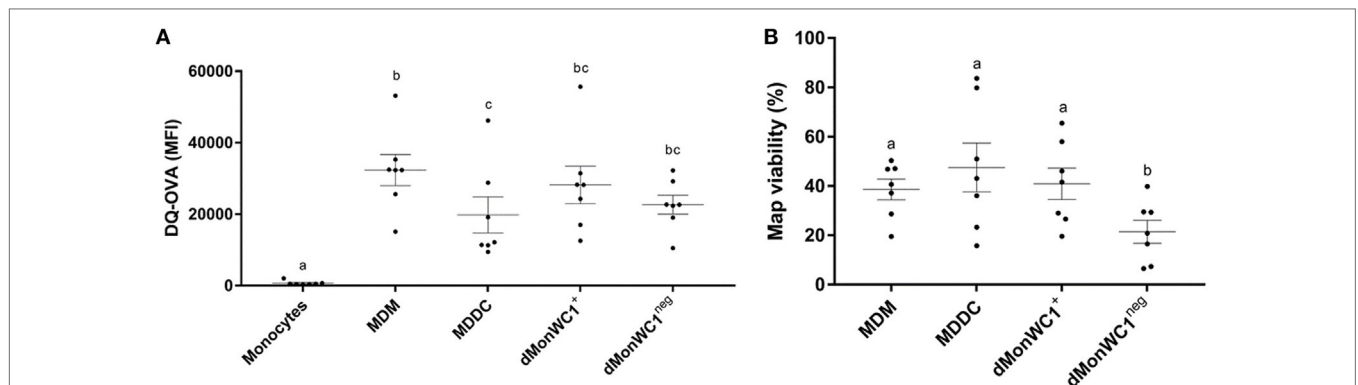 A
DQ-OVA (MFI)
60000
40000
20000
0
a
b
c
bc
bc
Monocytes
MDM
MDDC
dMonWC1+
dMonWC1neg
B
Map viability (%)
100
80
60
40
20
0
a
a
a
b
MDM
MDDC
dMonWC1+
dMonWC1neg